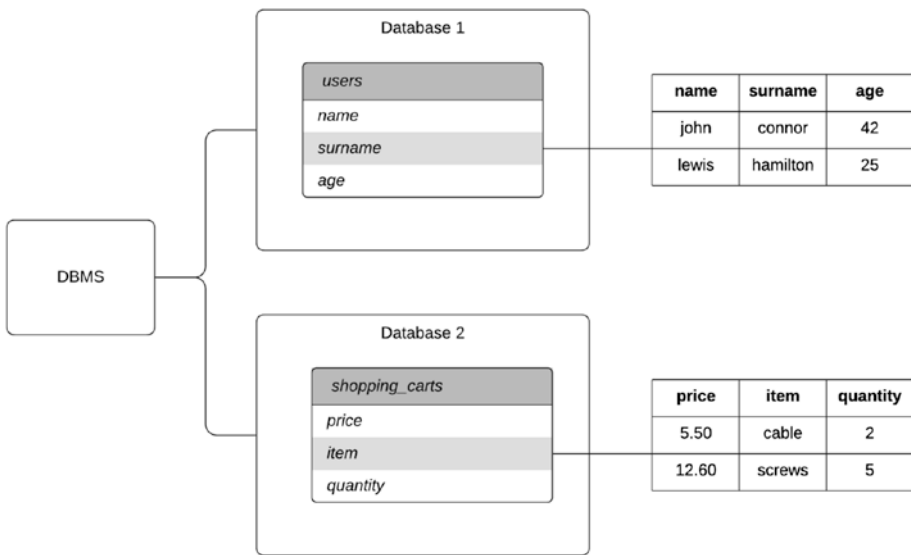 Database 1
users
name
surname
age
name surname age
john connor 42
lewis hamilton 25
DBMS
Database 2
shopping_carts
price
item
quantity
price item quantity
5.50 cable 2
12.60 screws 5